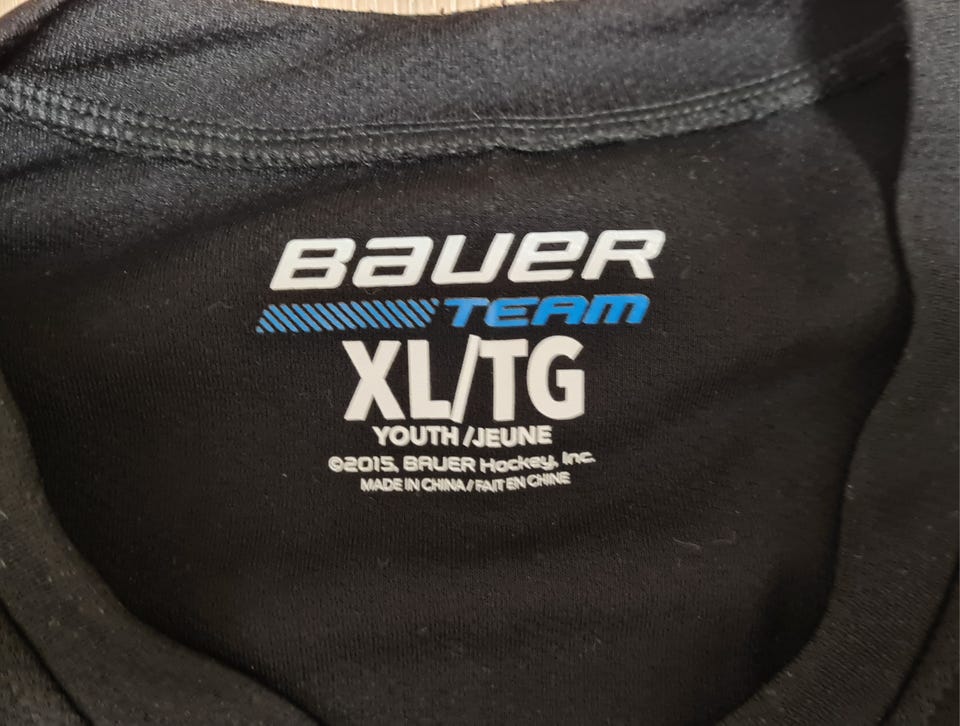 BAUER
TEAM
XL/TG
YOUTH/JEUNE
©2015, BAUER Hockey, Inc.
MADE IN CHINA/FAIT EN CHINE